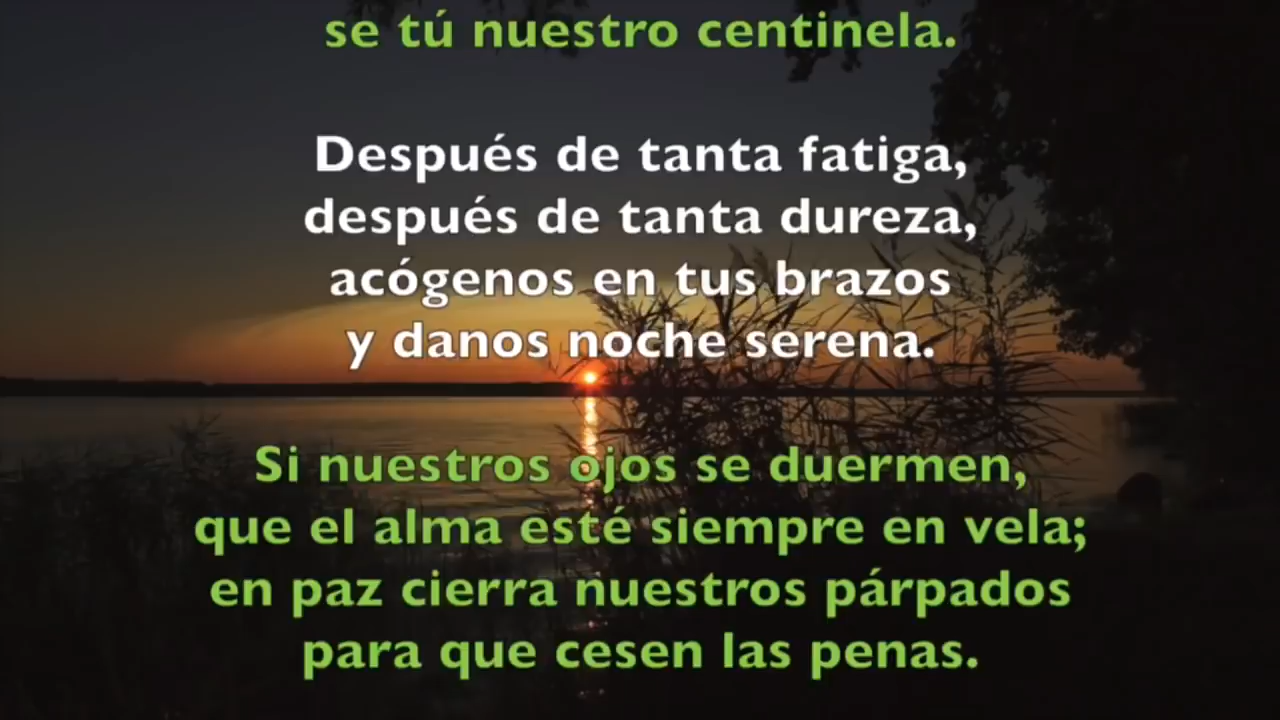 se tú nuestro centinela.
Después de tanta fatiga,
después de tanta dureza,
acógenos en tus brazos
y danos noche serena.
Si nuestros ojos se duermen,
que el alma esté siempre en vela;
en paz cierra nuestros párpados
para que cesen las penas.